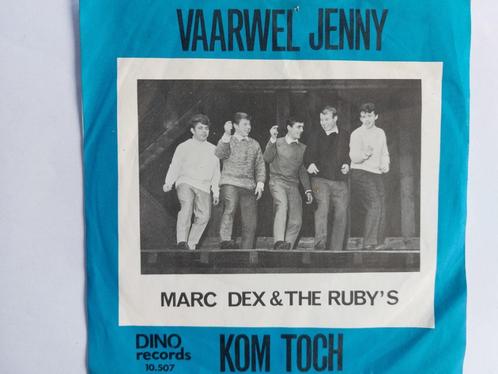 VAARWEL JENNY
MARC DEX & THE RUBY'S
DINO
records
10.507
KOM TOCH